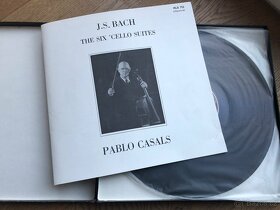 J.S. BACH
THE SIX 'CELLO SUITES
PABLO CASALS